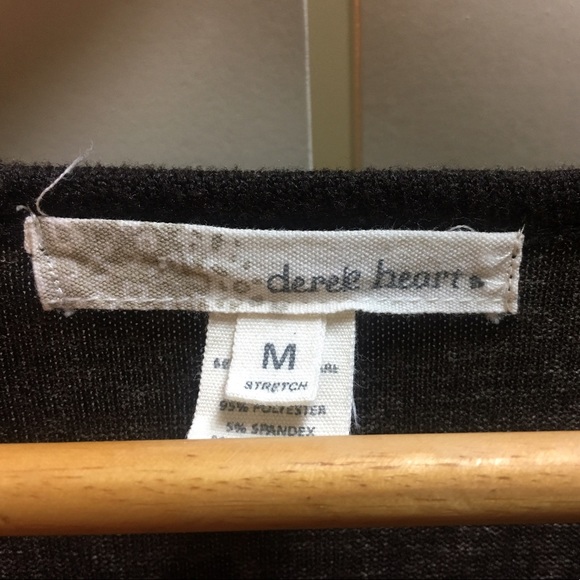 derek heart
M
STRETCH
95% POLYESTER
5% SPANDEX